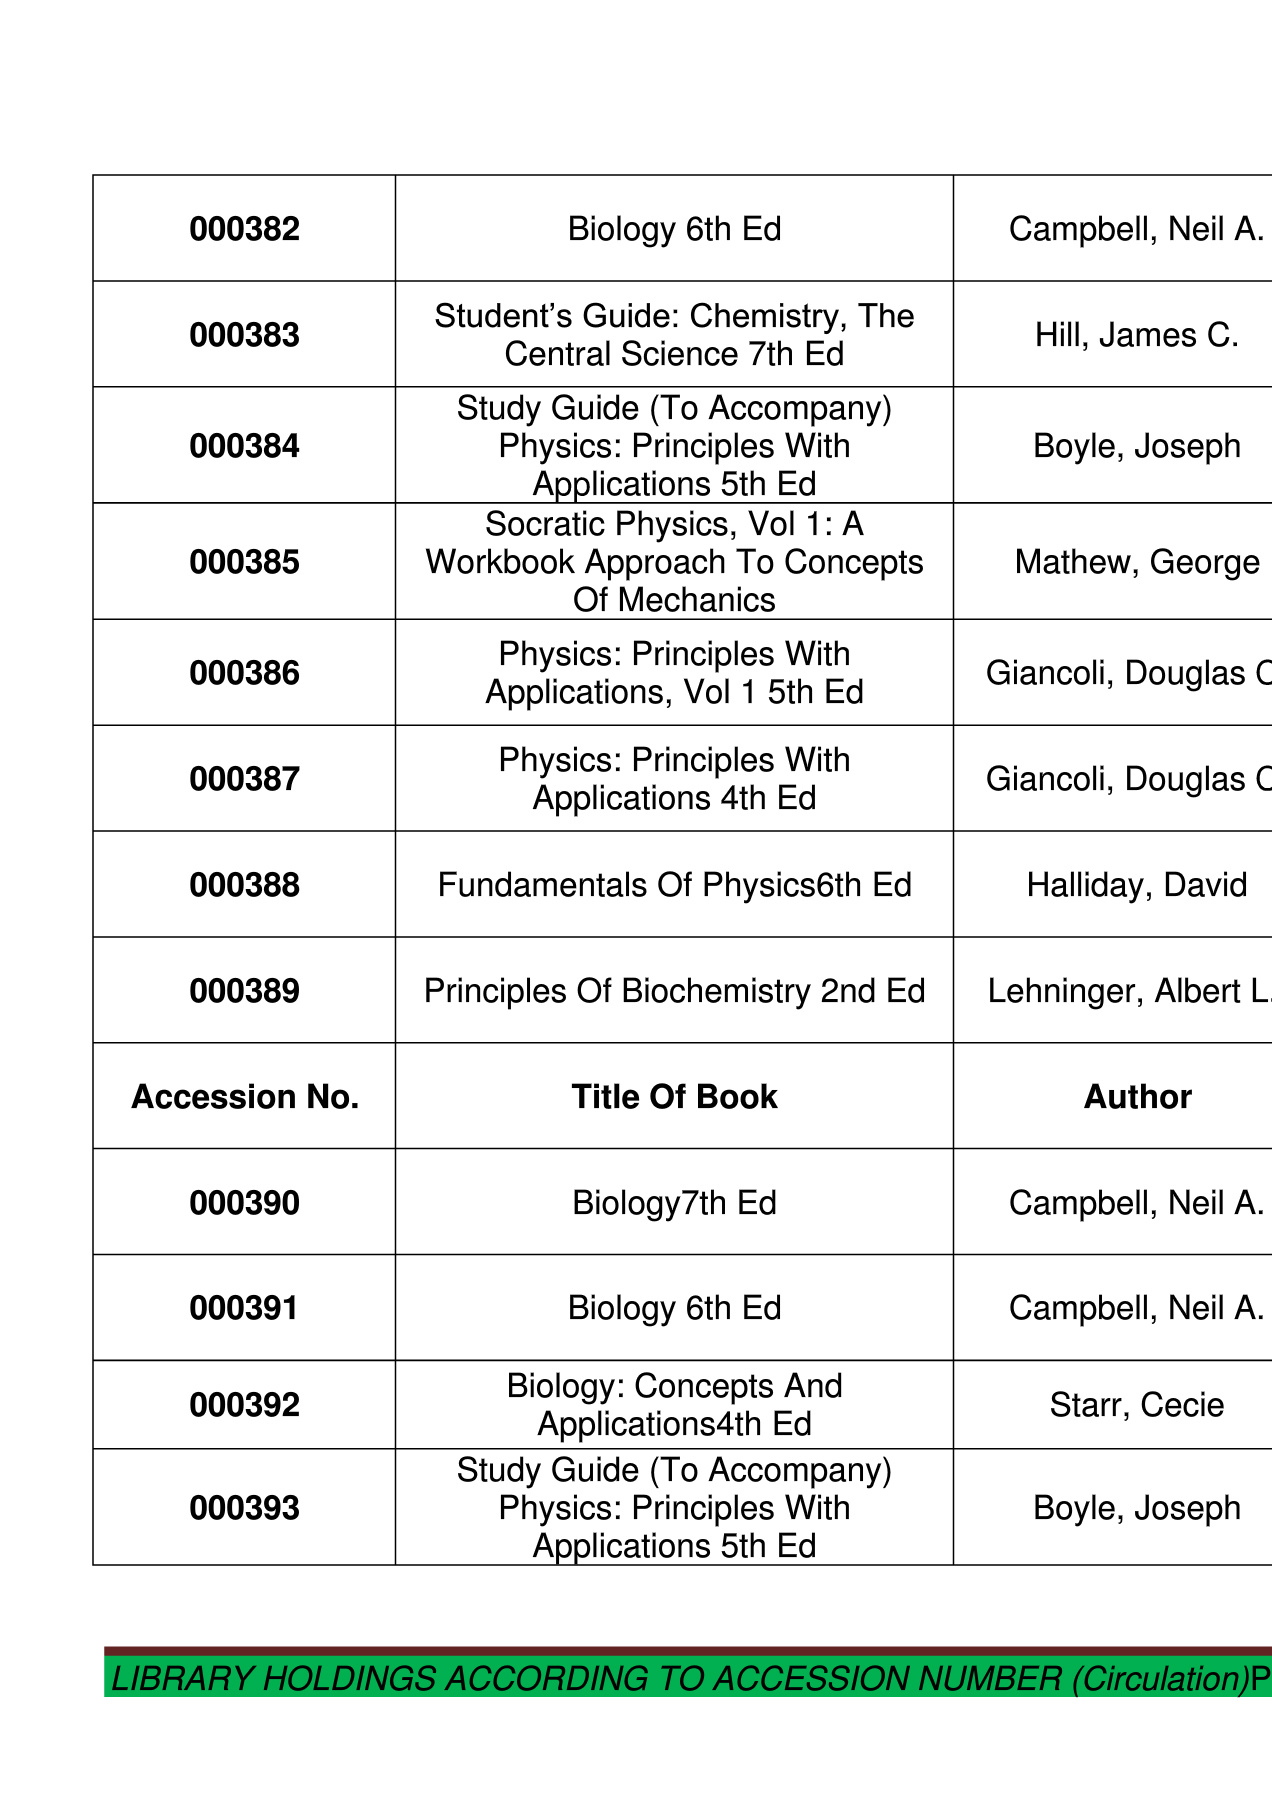 000382 Biology 6th Ed Campbell, Neil A.
000383 Student’s Guide: Chemistry, The
Central Science 7th Ed Hill, James C.
000384 Study Guide (To Accompany)
Physics: Principles With
Applications 5th Ed Boyle, Joseph
000385 Socratic Physics, Vol 1: A
Workbook Approach To Concepts
Of Mechanics Mathew, George
000386 Physics: Principles With
Applications, Vol 1 5th Ed Giancoli, Douglas C
000387 Physics: Principles With
Applications 4th Ed Giancoli, Douglas C
000388 Fundamentals Of Physics6th Ed Halliday, David
000389 Principles Of Biochemistry 2nd Ed Lehninger, Albert L.
Accession No. Title Of Book Author
000390 Biology7th Ed Campbell, Neil A.
000391 Biology 6th Ed Campbell, Neil A.
000392 Biology: Concepts And
Applications4th Ed Starr, Cecie
000393 Study Guide (To Accompany)
Physics: Principles With
Applications 5th Ed Boyle, Joseph
LIBRARY HOLDINGS ACCORDING TO ACCESSION NUMBER (Circulation)P